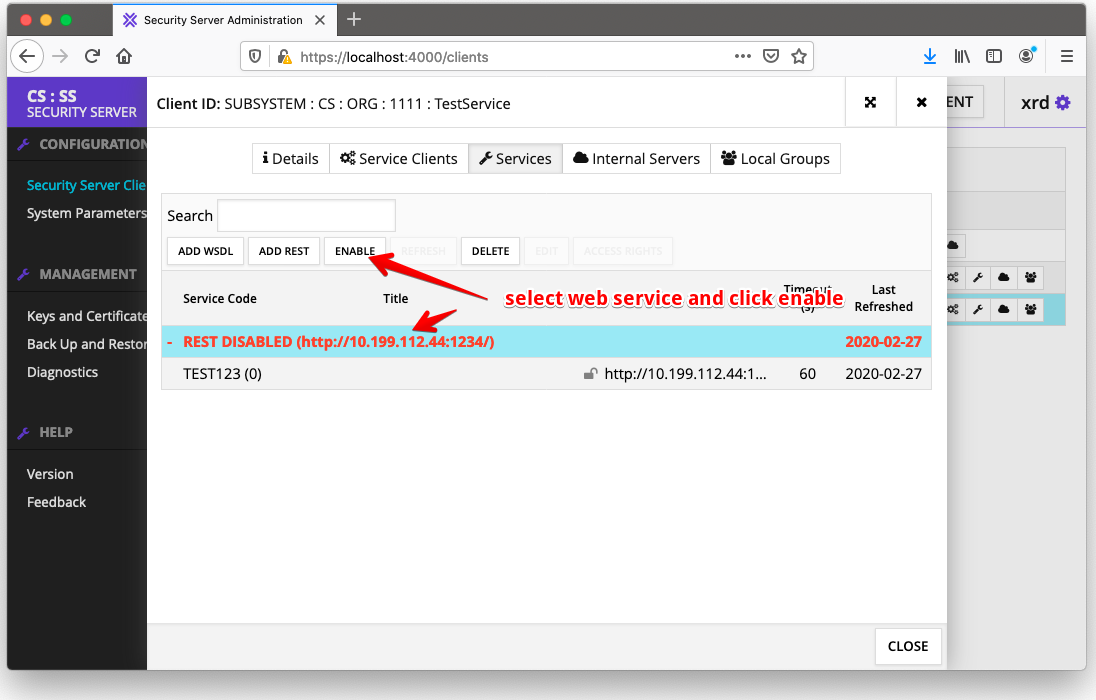 Security Server Administration
https://localhost:4000/clients
CS : SS
SECURITY SERVER
Client ID: SUBSYSTEM : CS : ORG : 1111 : TestService
ENT
xrd
CONFIGURATION
Security Server Clie
System Parameters
MANAGEMENT
Keys and Certificate
Back Up and Restor
Diagnostics
HELP
Version
Feedback
Details Service Clients Services Internal Servers Local Groups
Search
ADD WSDL ADD REST ENABLE REFRESH DELETE EDIT ACCESS RIGHTS
Service Code Title Timeout (s) Last Refreshed
select web service and click enable
- REST DISABLED (http://10.199.112.44:1234/) 2020-02-27
TEST123 (0) http://10.199.112.44:1... 60 2020-02-27
CLOSE